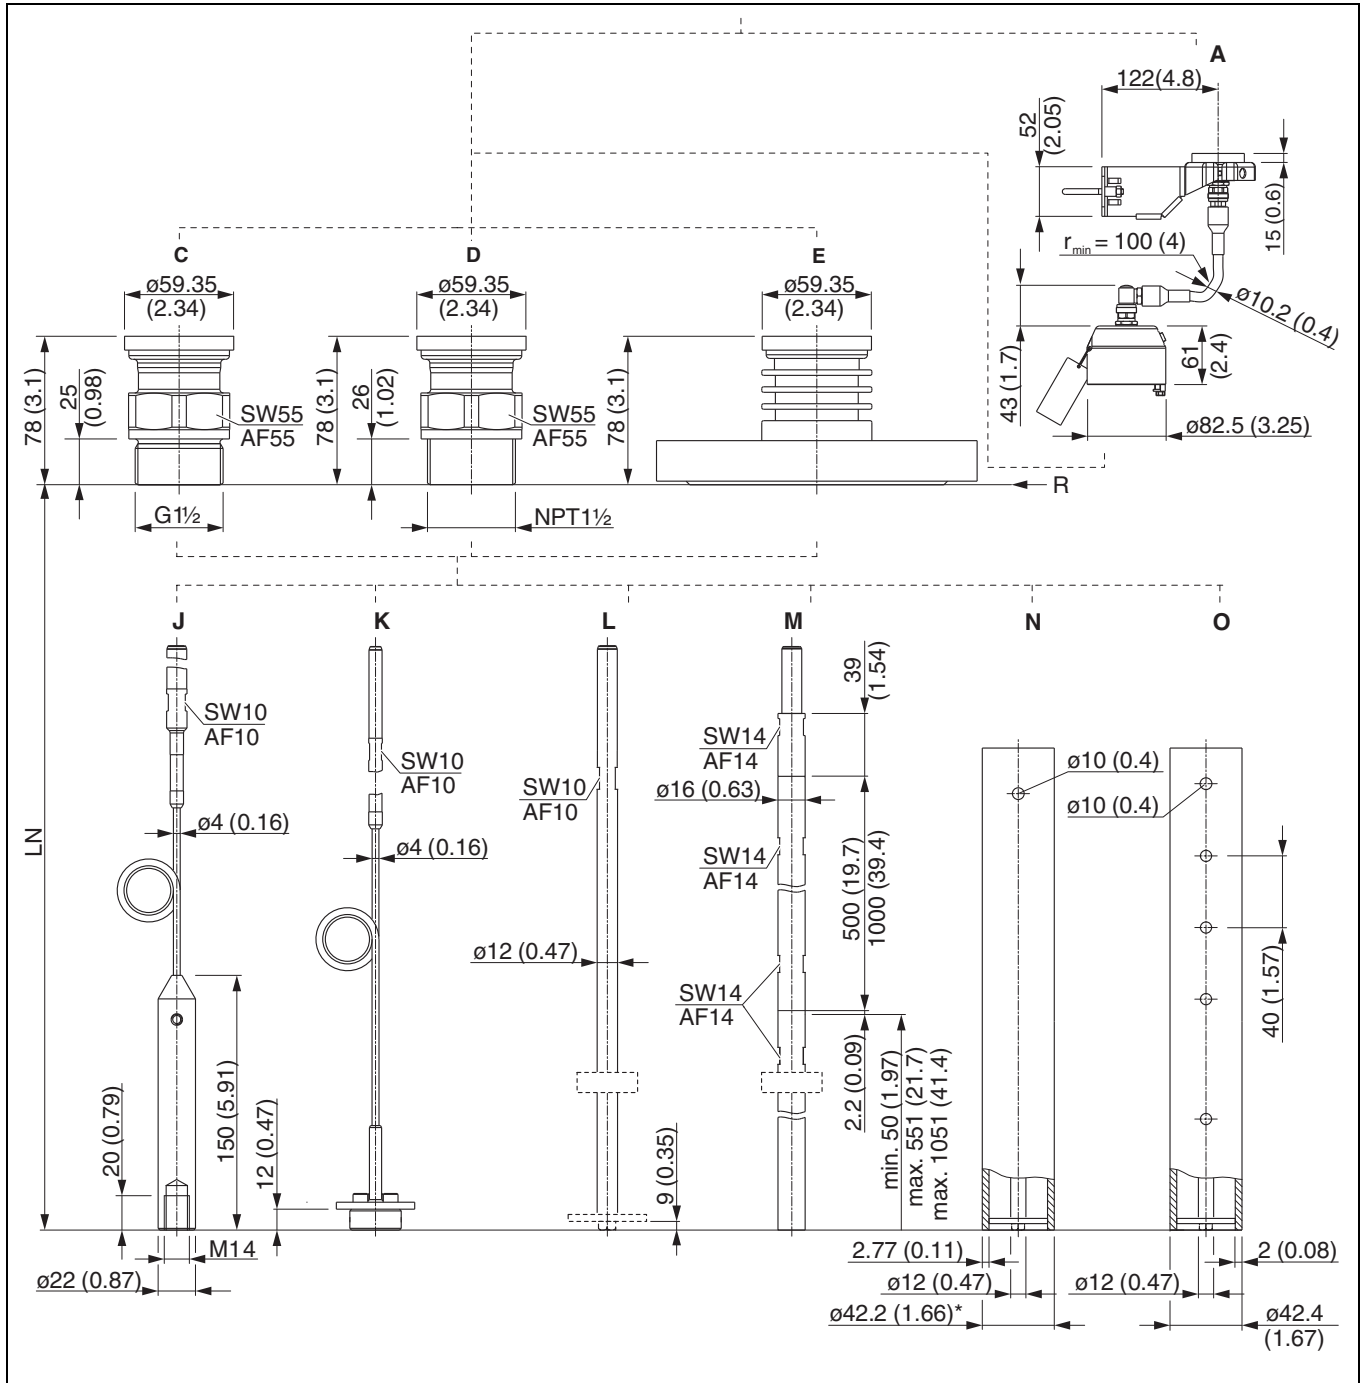 A
122(4.8)
52
(2.05)
15 (0.6)
rmin = 100 (4)
ø10.2 (0.4)
43 (1.7)
61
(2.4)
ø82.5 (3.25)
C
D
E
ø59.35
(2.34)
ø59.35
(2.34)
ø59.35
(2.34)
78 (3.1)
25
(0.98)
SW55
AF55
78 (3.1)
26
(1.02)
SW55
AF55
78 (3.1)
R
G1½
NPT1½
LN
J
K
L
M
N
O
SW10
AF10
ø4 (0.16)
20 (0.79)
150 (5.91)
M14
ø22 (0.87)
SW10
AF10
ø4 (0.16)
12 (0.47)
SW10
AF10
ø12 (0.47)
9 (0.35)
39
(1.54)
SW14
AF14
ø16 (0.63)
SW14
AF14
500 (19.7)
1000 (39.4)
SW14
AF14
2.2 (0.09)
min. 50 (1.97)
max. 551 (21.7)
max. 1051 (41.4)
ø10 (0.4)
ø10 (0.4)
40 (1.57)
2.77 (0.11)
ø12 (0.47)
ø42.2 (1.66)*
2 (0.08)
ø12 (0.47)
ø42.4
(1.67)